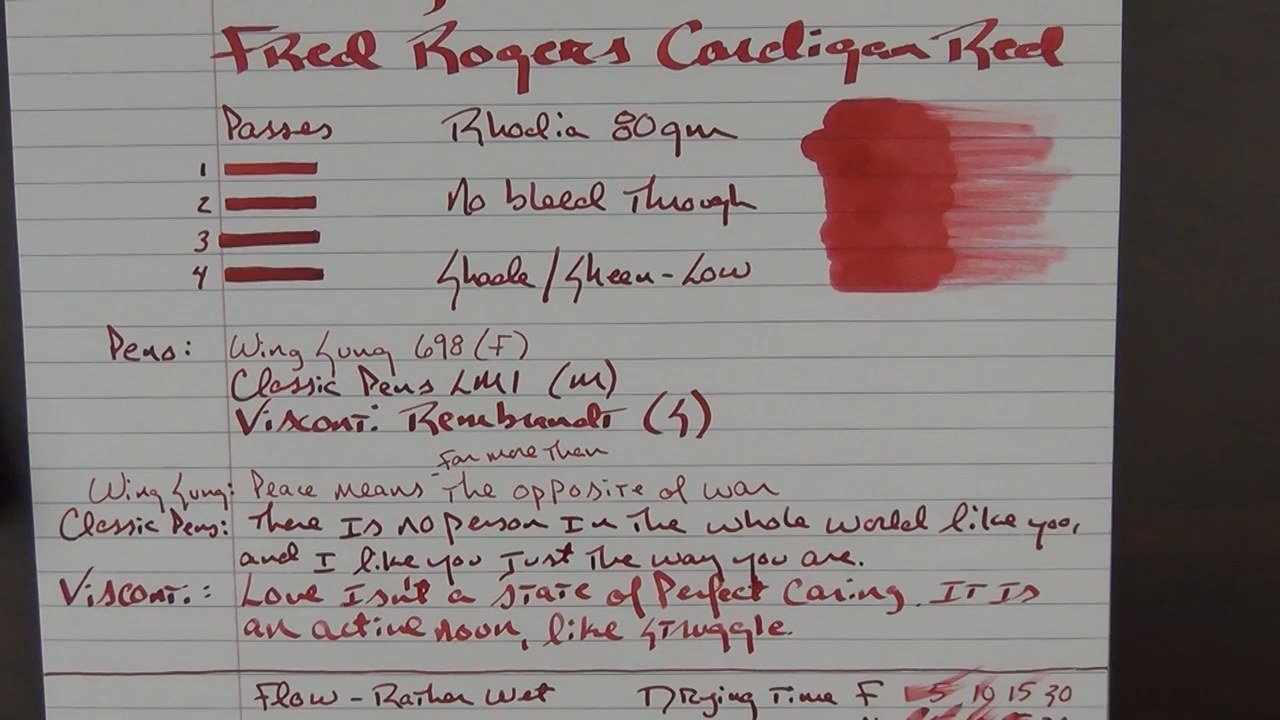 Fred Rogers Cardigan Red
Passes
Rhodia 80gm
1
2
No bleed Through
3
4
Shade/Sheen-Low
Pens: Wing Sung 698 (F)
Classic Pens LM1 (M)
Visconti Rembrandt (S)
far more Than
Wing Sung: Peace means The opposite of war
Classic Pens: There Is no person In The whole world like you,
and I like you Just The way you are.
Visconti: Love Isn't a state of Perfect Caring. It Is
an active noun, like struggle.
Flow - Rather Wet
Drying Time F 5 10 15 30